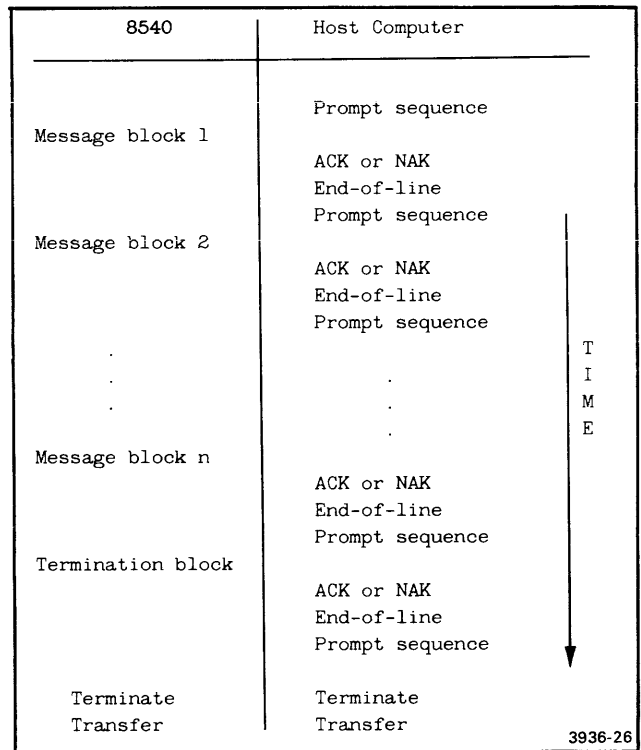 8540 Host Computer
Prompt sequence
Message block 1
ACK or NAK
End-of-line
Prompt sequence
Message block 2
ACK or NAK
End-of-line
Prompt sequence
. 
. .
. .
.
T
I
M
E
Message block n
ACK or NAK
End-of-line
Prompt sequence
Termination block
ACK or NAK
End-of-line
Prompt sequence
Terminate Terminate
Transfer Transfer
3936-26